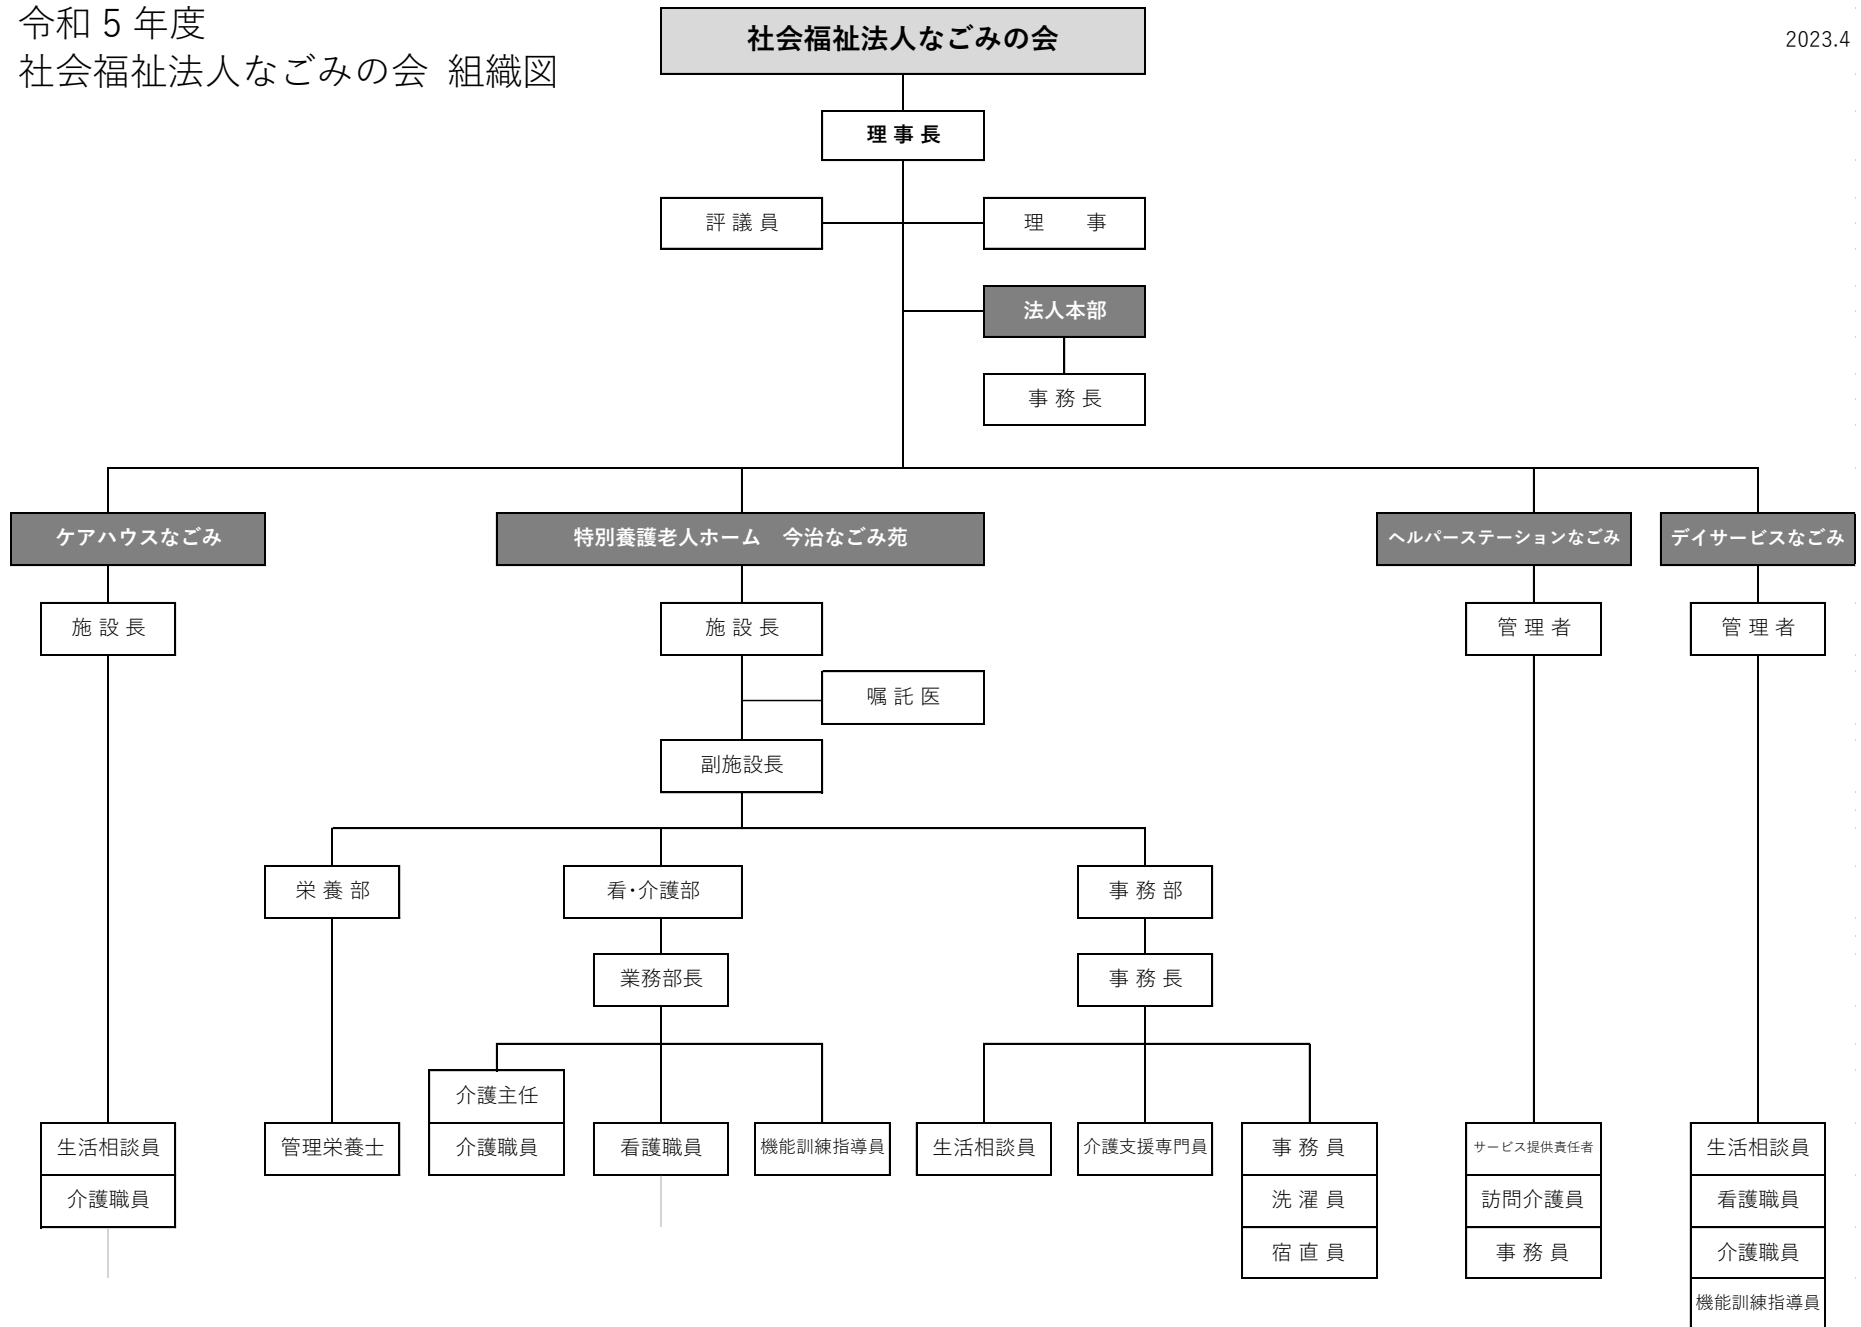 令和５年度
社会福祉法人なごみの会 組織図
社会福祉法人なごみの会
2023.4
理 事 長
評 議 員
理　　事
法人本部
事 務 長
ケアハウスなごみ
特別養護老人ホーム　今治なごみ苑
ヘルパーステーションなごみ
デイサービスなごみ
施 設 長
施 設 長
管 理 者
管 理 者
嘱 託 医
副施設長
栄 養 部
看・介護部
事 務 部
業務部長
事 務 長
介護主任
生活相談員
管理栄養士
介護職員
看護職員
機能訓練指導員
生活相談員
介護支援専門員
事 務 員
サービス提供責任者
生活相談員
介護職員
洗 濯 員
訪問介護員
看護職員
宿 直 員
事 務 員
介護職員
機能訓練指導員